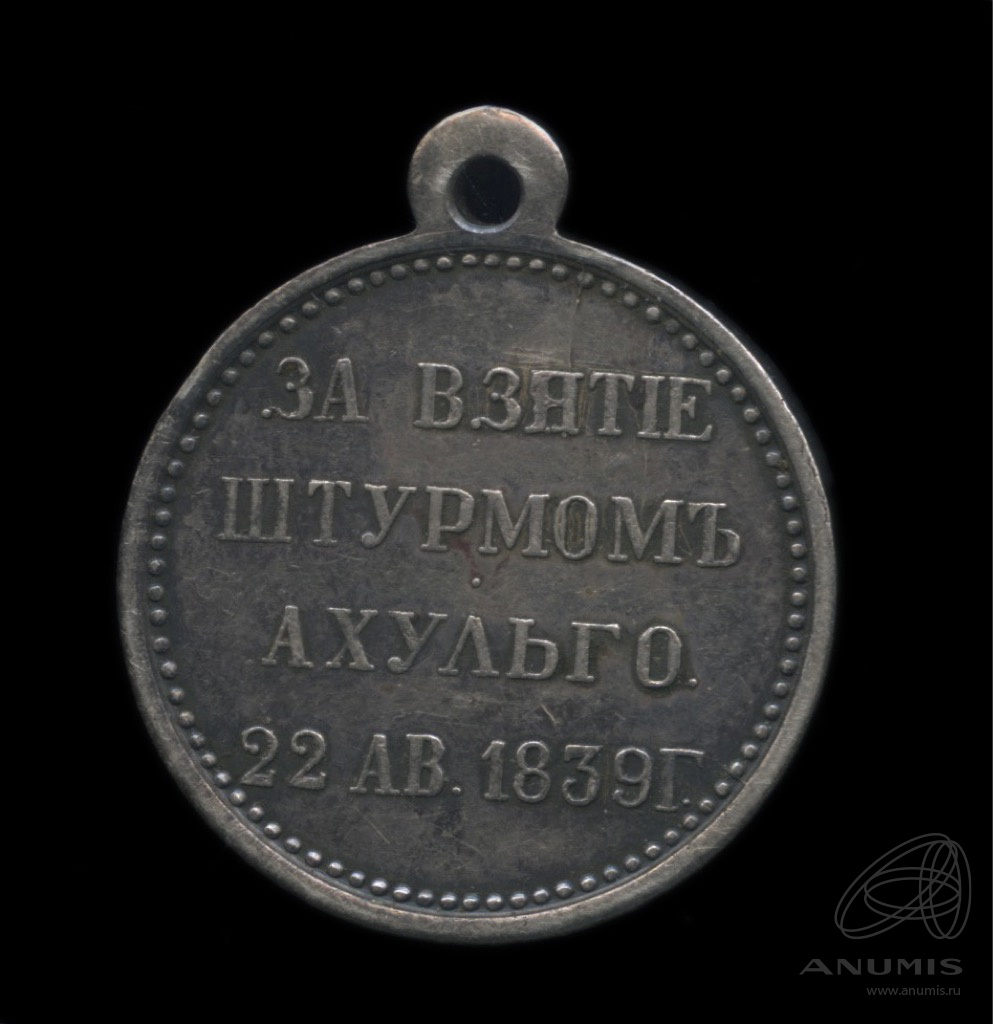 ЗА ВЗЯТІЕ
ШТУРМОМЪ
АХУЛЬГО.
22 АВ. 1839Г.
ANUMIS
www.anumis.ru